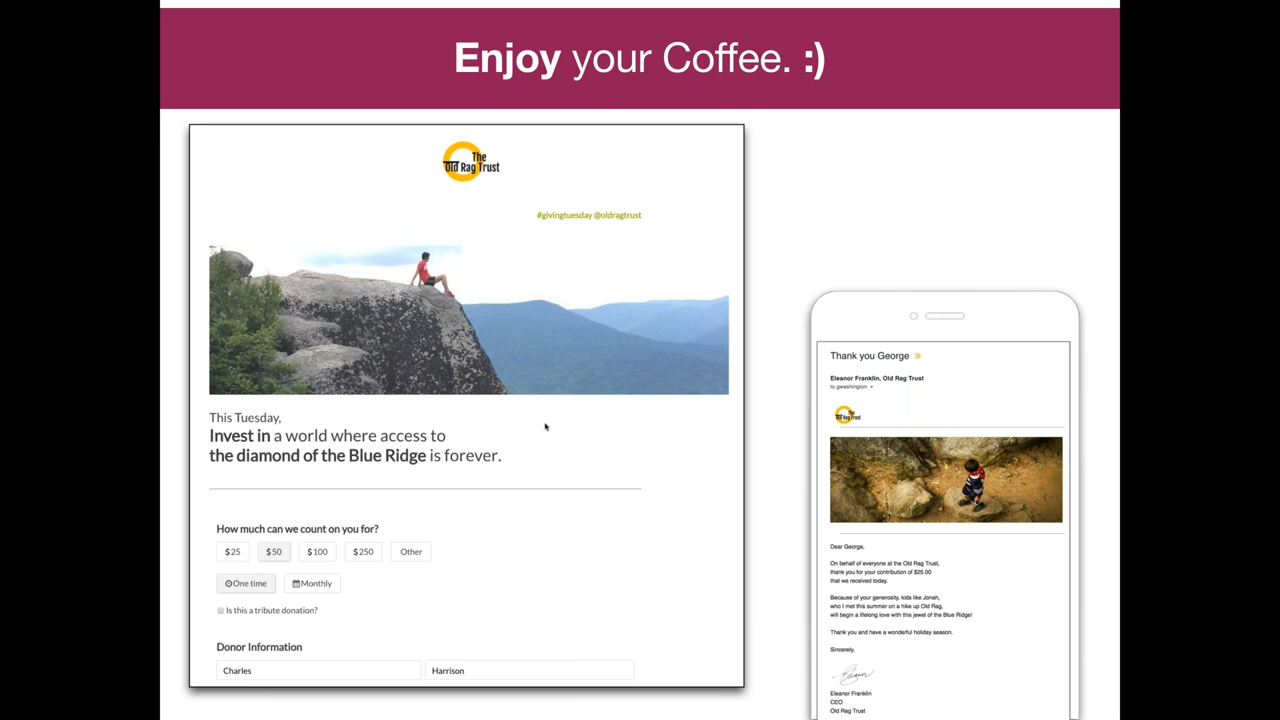 Enjoy your Coffee. :)
The
Old Rag Trust
#givingtuesday @oldragtrust
This Tuesday,
Invest in a world where access to
the diamond of the Blue Ridge is forever.
How much can we count on you for?
$25 $50 $100 $250 Other
One time Monthly
Is this a tribute donation?
Donor Information
Charles Harrison
Thank you George
Eleanor Franklin, Old Rag Trust
to gwashington
The
Old Rag Trust
Dear George,
On behalf of everyone at the Old Rag Trust,
thank you for your contribution of $25.00
that we received today.
Because of your generosity, kids like Jonah,
who I met this summer on a hike up Old Rag,
will begin a lifelong love with this jewel of the Blue Ridge!
Thank you and have a wonderful holiday season.
Sincerely,
Eleanor Franklin
CEO
Old Rag Trust